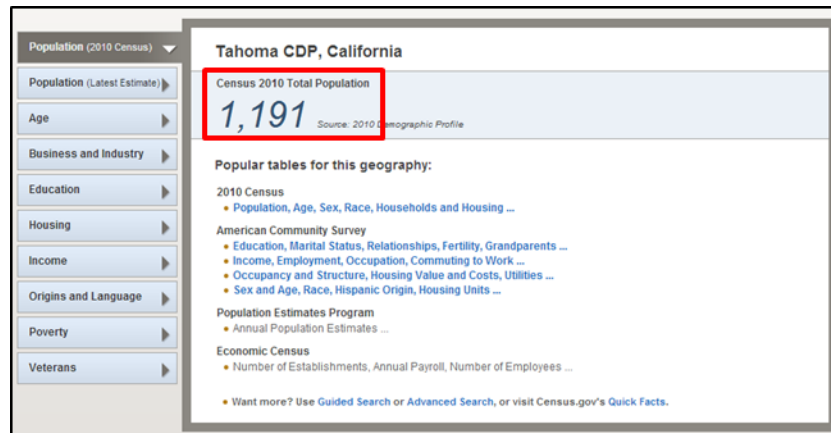 Population (2010 Census)
Population (Latest Estimate)
Age
Business and Industry
Education
Housing
Income
Origins and Language
Poverty
Veterans
Tahoma CDP, California
Census 2010 Total Population
1,191 Source: 2010 Demographic Profile
Popular tables for this geography:
2010 Census
• Population, Age, Sex, Race, Households and Housing ...
American Community Survey
• Education, Marital Status, Relationships, Fertility, Grandparents ...
• Income, Employment, Occupation, Commuting to Work ...
• Occupancy and Structure, Housing Value and Costs, Utilities ...
• Sex and Age, Race, Hispanic Origin, Housing Units ...
Population Estimates Program
• Annual Population Estimates ...
Economic Census
• Number of Establishments, Annual Payroll, Number of Employees ...
• Want more? Use Guided Search or Advanced Search, or visit Census.gov's Quick Facts.